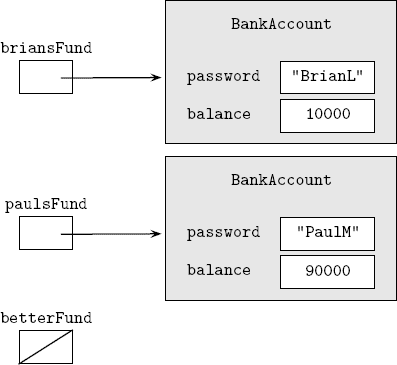 BankAccount
briansFund
password "BrianL"
balance 10000
BankAccount
paulsFund
password "PaulM"
balance 90000
betterFund